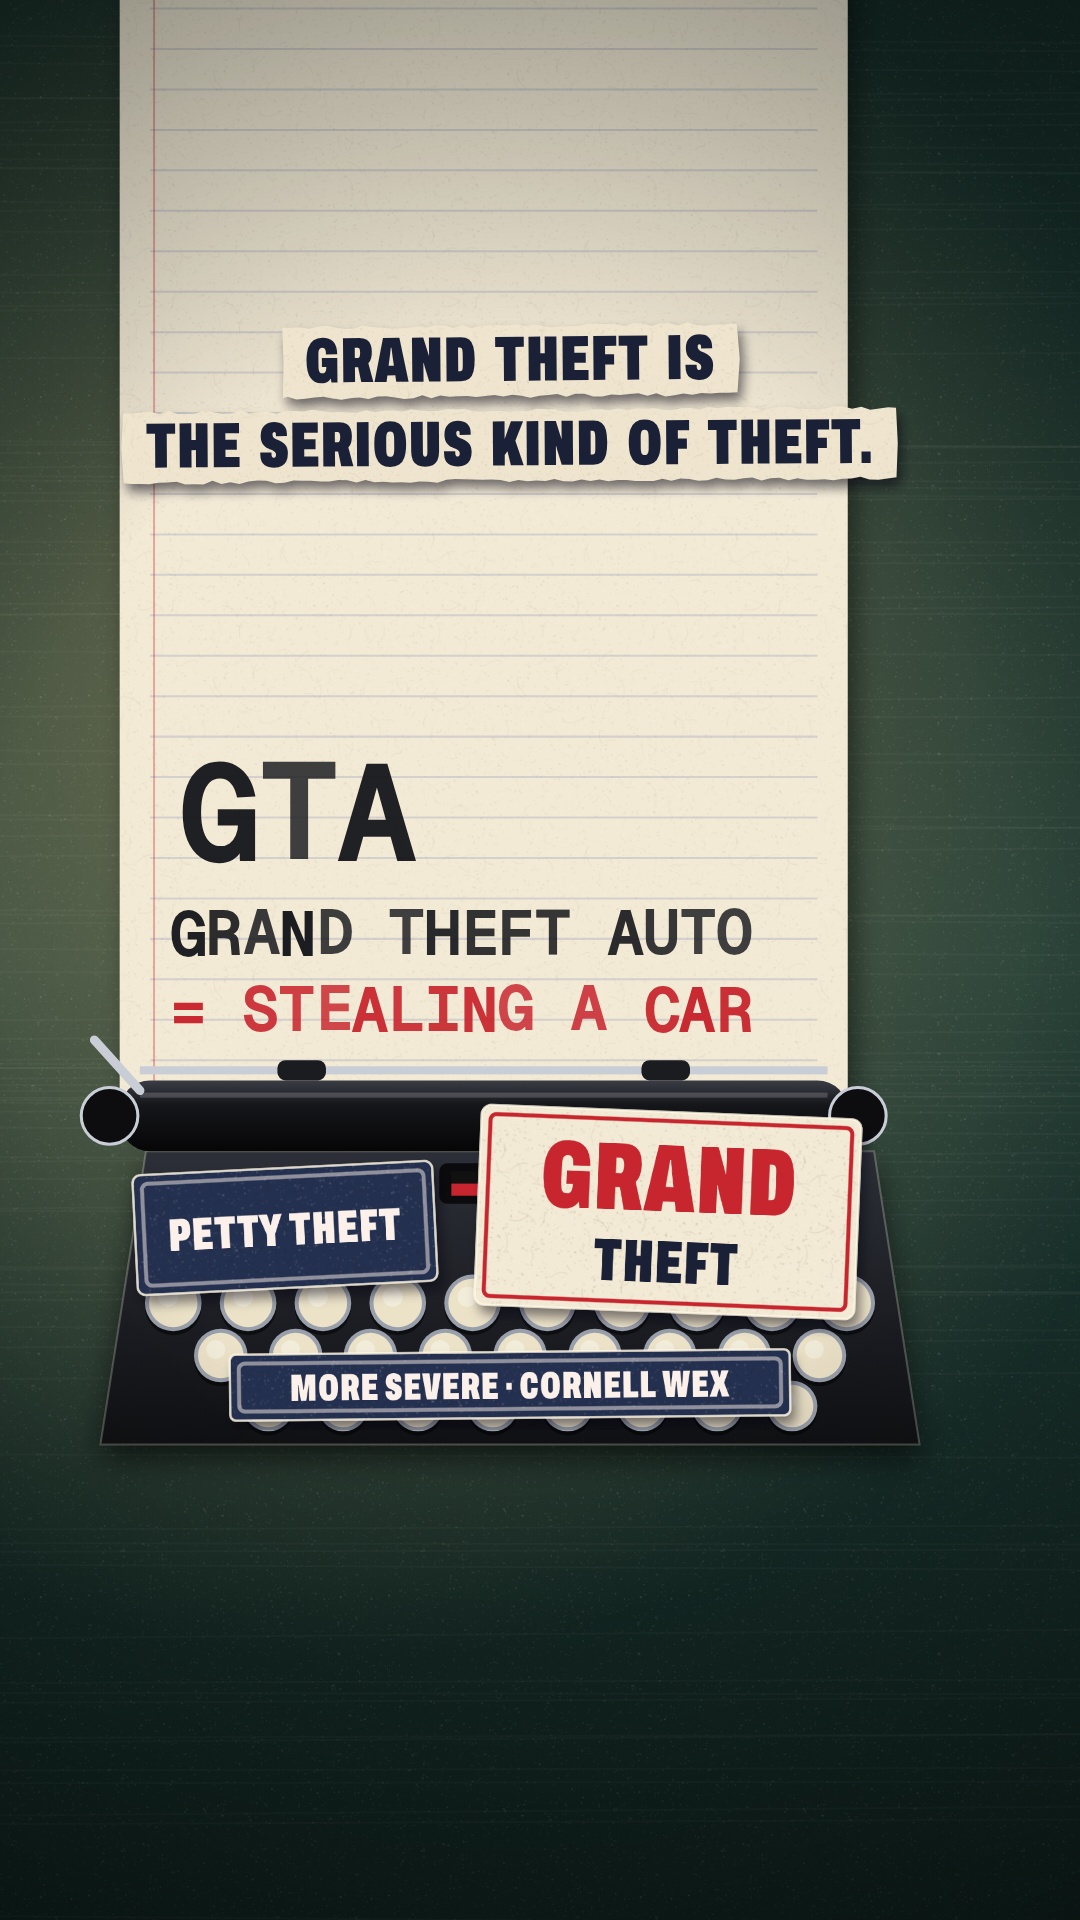 GRAND THEFT IS
THE SERIOUS KIND OF THEFT.
GTA
GRAND THEFT AUTO
= STEALING A CAR
PETTY THEFT
GRAND
THEFT
MORE SEVERE · CORNELL WEX